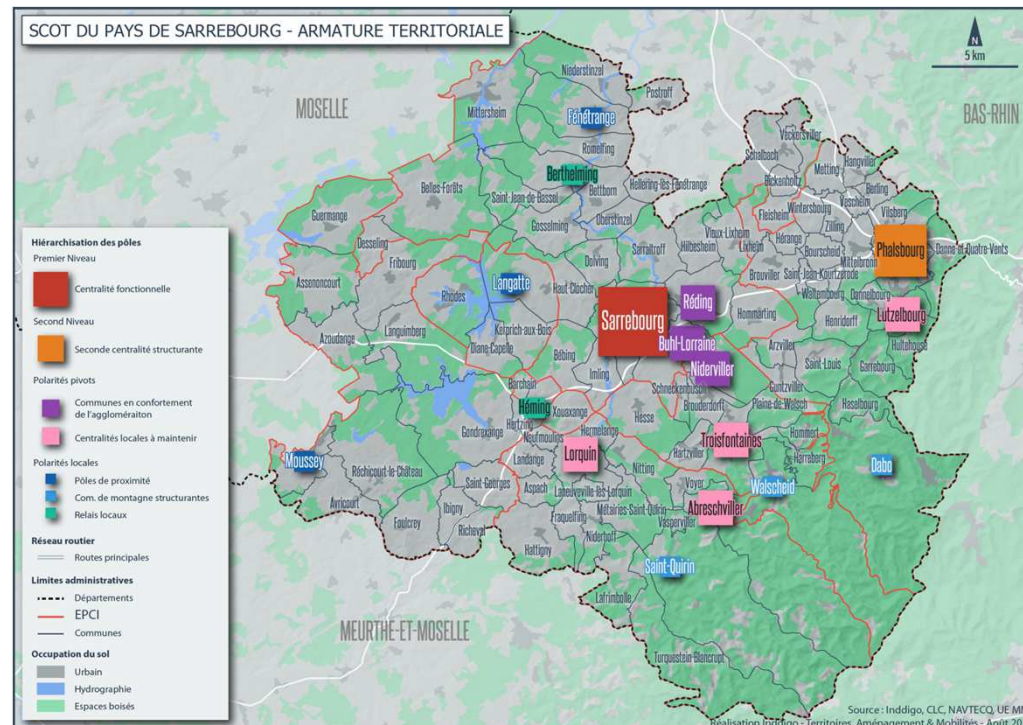 SCOT DU PAYS DE SARREBOURG - ARMATURE TERRITORIALE
N
5 km
MOSELLE
BAS-RHIN
MEURTHE-ET-MOSELLE
Niederstinzel
Postroff
Mittersheim
Fénétrange
Romelfing
Veckersviller
Schalbach
Hangviller
Metting
Bickenholtz
Berling
Berthelming
Bettborn
Hellering-lès-Fénétrange
Belles-Forêts
Saint-Jean-de-Bassel
Oberstinzel
Gosselming
Fleisheim
Wintersbourg
Vescheim
Vilsberg
Zilling
Guermange
Desseling
Fribourg
Sarraltroff
Vieux-Lixheim
Lixheim
Hérange
Bourscheid
Mittelbronn
Phalsbourg
Danne-et-Quatre-Vents
Hilbesheim
Dolving
Brouviller
Saint-Jean-Kourtzerode
Assenoncourt
Langatte
Haut-Clocher
Rhodes
Réding
Waltembourg
Dannelbourg
Lutzelbourg
Sarrebourg
Hommarting
Henridorff
Azoudange
Languimberg
Kerprich-aux-Bois
Diane-Capelle
Buhl-Lorraine
Hultehouse
Arzviller
Saint-Louis
Garrebourg
Bébing
Imling
Niderviller
Guntzviller
Schneckenbusch
Barchain
Héming
Xouaxange
Hesse
Brouderdorff
Plaine-de-Walsch
Haselbourg
Hertzing
Hermelange
Gondrexange
Neufmoulins
Lorquin
Troisfontaines
Hommert
Hartzviller
Harreberg
Landange
Nitting
Dabo
Moussey
Réchicourt-le-Château
Saint-Georges
Aspach
Laneuveville-lès-Lorquin
Voyer
Walscheid
Avricourt
Ibigny
Métairies-Saint-Quirin
Abreschviller
Foulcrey
Richeval
Fraquelfing
Vasperviller
Niderhoff
Hattigny
Saint-Quirin
Lafrimbolle
Turquestein-Blancrupt
Hiérarchisation des pôles
Premier Niveau
Centralité fonctionnelle
Second Niveau
Seconde centralité structurante
Polarités pivots
Communes en confortement
de l'aggloméraiton
Centralités locales à maintenir
Polarités locales
Pôles de proximité
Com. de montagne structurantes
Relais locaux
Réseau routier
Routes principales
Limites administratives
Départements
EPCI
Communes
Occupation du sol
Urbain
Hydrographie
Espaces boisés
Source : Inddigo, CLC, NAVTECQ, UE
Réalisation Inddigo - Territoires, Aménagement & Mobilités - Août